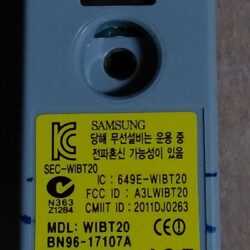 SAMSUNG
당해 무선설비는 운용 중
전파혼신 가능성이 있음
SEC-WIBT20
IC : 649E-WIBT20
FCC ID : A3LWIBT20
CMIIT ID : 2011DJ0263
N363
Z1284
MDL: WIBT20
BN96-17107A